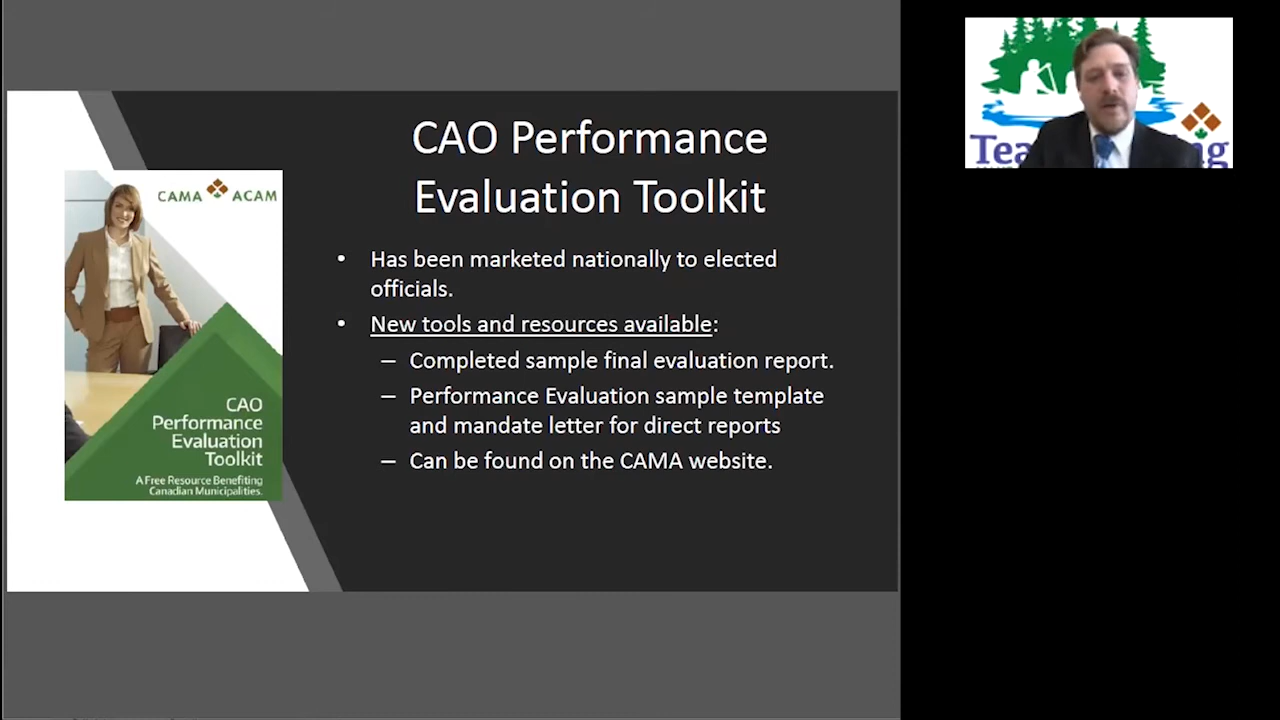 CAO Performance
Evaluation Toolkit
CAMA ACAM
CAO
Performance
Evaluation
Toolkit
A Free Resource Benefiting
Canadian Municipalities.
• Has been marketed nationally to elected
officials.
• New tools and resources available:
– Completed sample final evaluation report.
– Performance Evaluation sample template
and mandate letter for direct reports
– Can be found on the CAMA website.